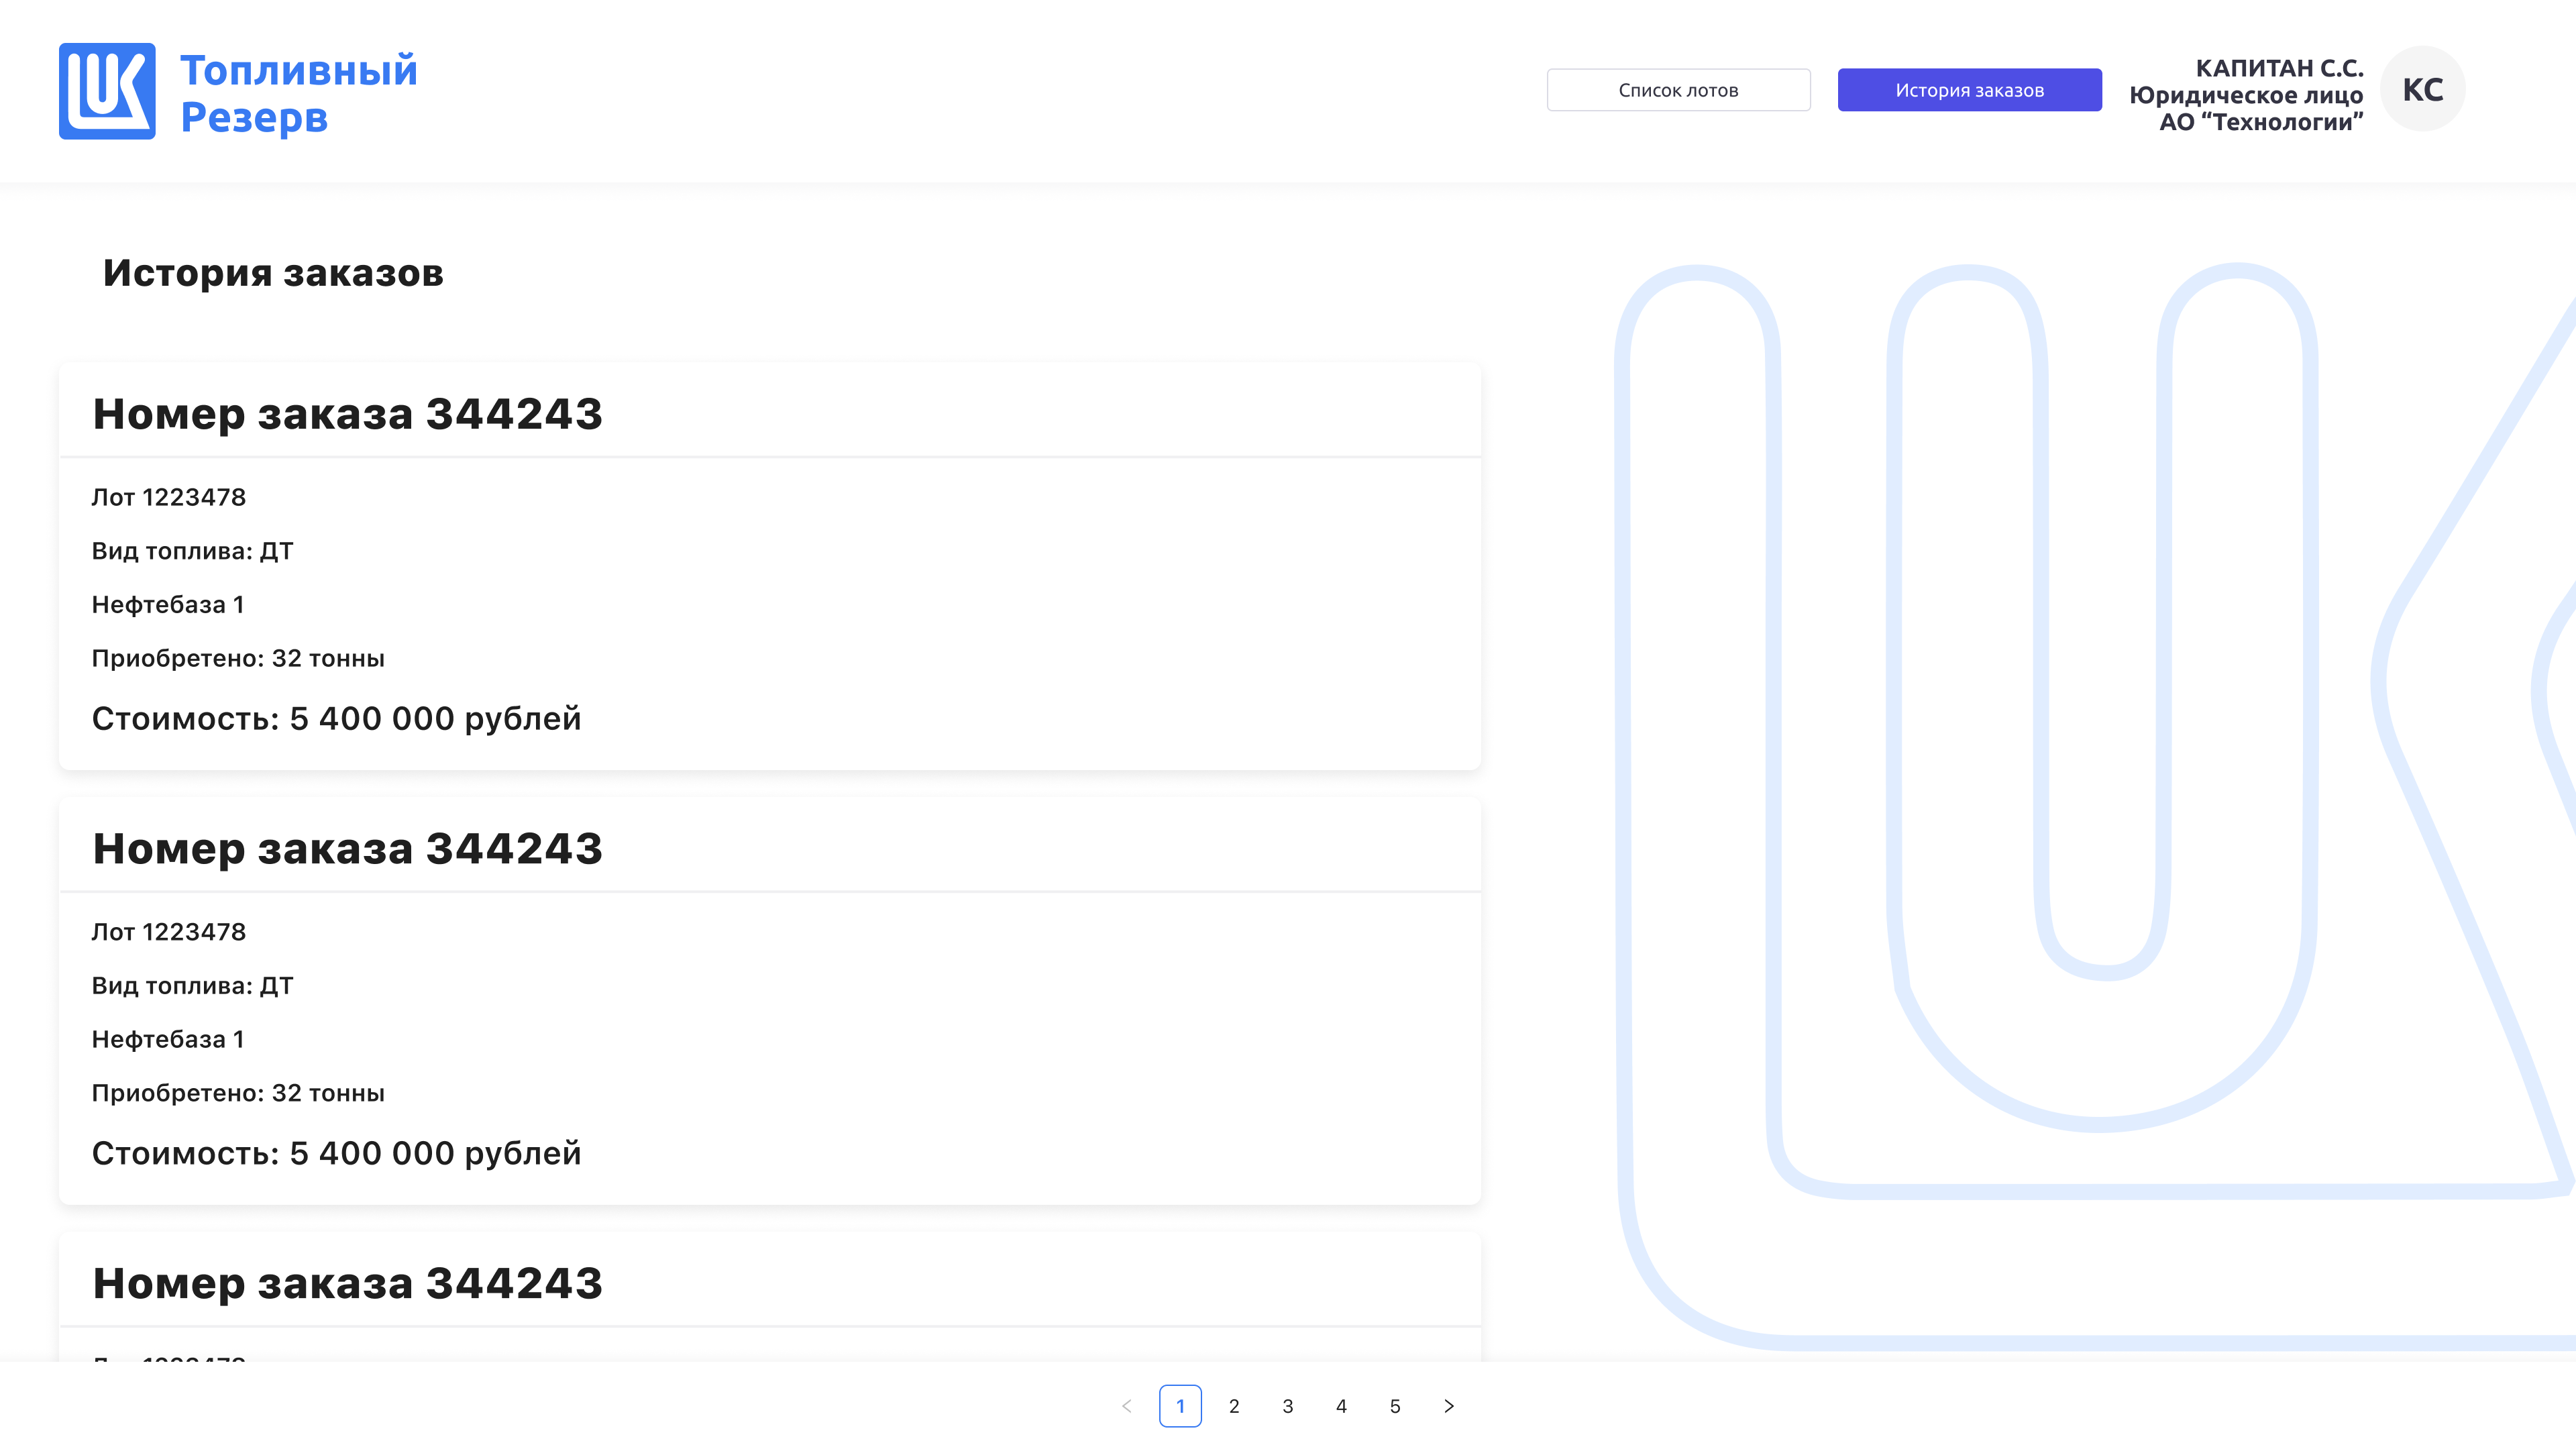 Топливный
Резерв
Список лотов
История заказов
КАПИТАН С.С.
Юридическое лицо
АО “Технологии”
КС
История заказов
Номер заказа 344243
Лот 1223478
Вид топлива: ДТ
Нефтебаза 1
Приобретено: 32 тонны
Стоимость: 5 400 000 рублей
Номер заказа 344243
Лот 1223478
Вид топлива: ДТ
Нефтебаза 1
Приобретено: 32 тонны
Стоимость: 5 400 000 рублей
Номер заказа 344243
1 2 3 4 5